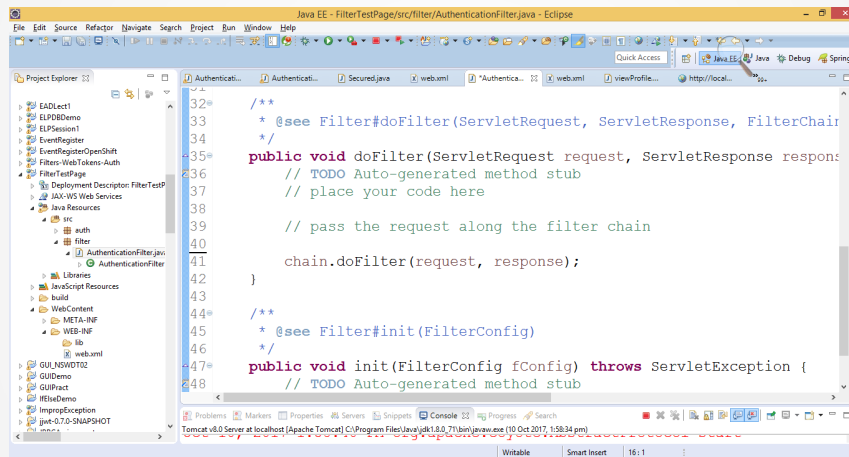 Java EE - FilterTestPage/src/filter/AuthenticationFilter.java - Eclipse
File Edit Source Refactor Navigate Search Project Run Window Help
Quick Access Java EE Java Debug Spring
Project Explorer
Authenticati... Authenticati... Secured.java web.xml *Authentica... web.xml viewProfile.... http://local...
EADLect1
ELPDBDemo
ELPSession1
EventRegister
EventRegisterOpenShift
Filters-WebTokens-Auth
FilterTestPage
Deployment Descriptor: FilterTestP
JAX-WS Web Services
Java Resources
src
auth
filter
AuthenticationFilter.java
AuthenticationFilter
Libraries
JavaScript Resources
build
WebContent
META-INF
WEB-INF
lib
web.xml
GUI_NSWDT02
GUIDemo
GUIPract
IfElseDemo
ImpropException
jjwt-0.7.0-SNAPSHOT
32 /**
33 * @see Filter#doFilter(ServletRequest, ServletResponse, FilterChain
34 */
35 public void doFilter(ServletRequest request, ServletResponse respons
36 // TODO Auto-generated method stub
37 // place your code here
38
39 // pass the request along the filter chain
40
41 chain.doFilter(request, response);
42 }
43
44 /**
45 * @see Filter#init(FilterConfig)
46 */
47 public void init(FilterConfig fConfig) throws ServletException {
48 // TODO Auto-generated method stub
Problems Markers Properties Servers Snippets Console Progress Search
Tomcat v8.0 Server at localhost [Apache Tomcat] C:\Program Files\Java\jdk1.8.0_71\bin\javaw.exe (10 Oct 2017, 1:58:34 pm)
Writable Smart Insert 16 : 1